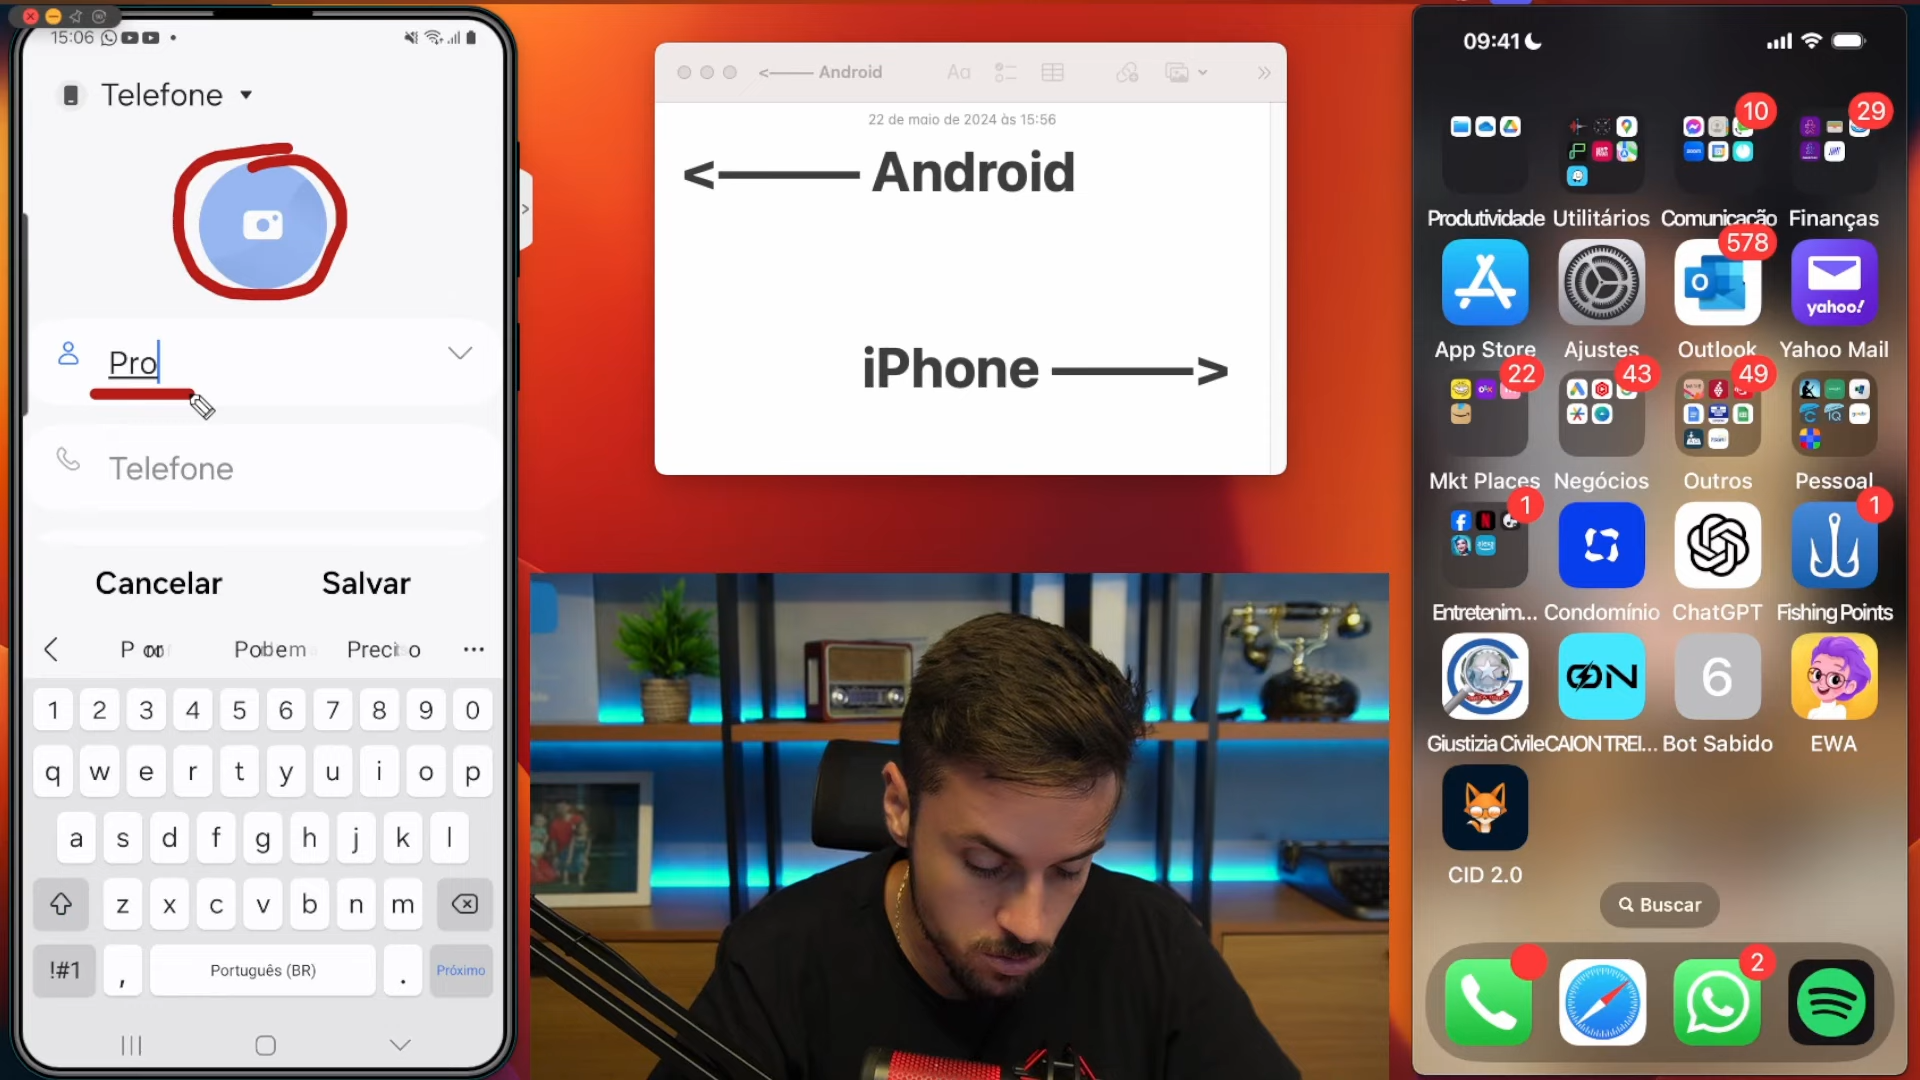 15:06
Telefone
Pro
Telefone
Cancelar
Salvar
1 2 3 4 5 6 7 8 9 0
q w e r t y u i o p
a s d f g h j k l
z x c v b n m
!#1 , Português (BR) . Próximo
<—— Android
Aa
22 de maio de 2024 às 15:56
<—— Android
iPhone ——>
09:41
10 29
Produtividade Utilitários Comunicação Finanças
578
yahoo!
App Store Ajustes Outlook Yahoo Mail
22 43 49
Mkt Places Negócios Outros Pessoal
1 1
Entretenim... Condomínio ChatGPT Fishing Points
ON 6
Giustizia Civile CAION TREI... Bot Sabido EWA
CID 2.0
Buscar
2